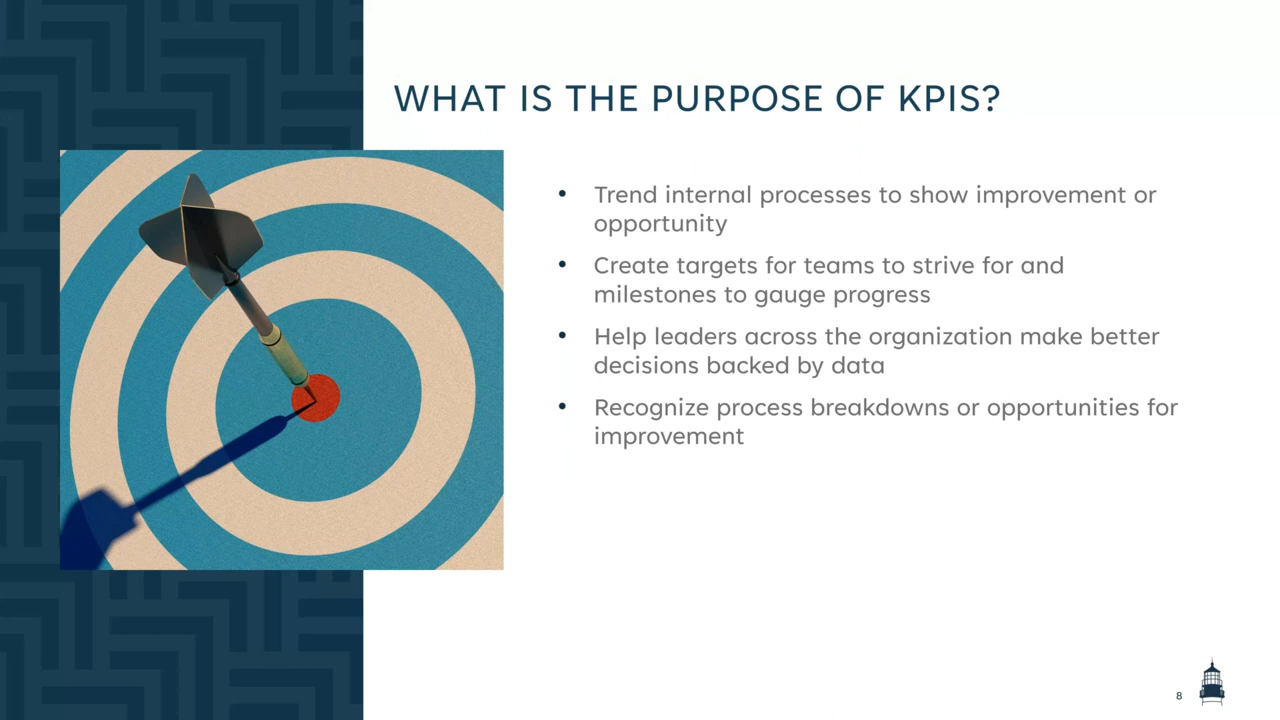 WHAT IS THE PURPOSE OF KPIS?
• Trend internal processes to show improvement or
opportunity
• Create targets for teams to strive for and
milestones to gauge progress
• Help leaders across the organization make better
decisions backed by data
• Recognize process breakdowns or opportunities for
improvement
8